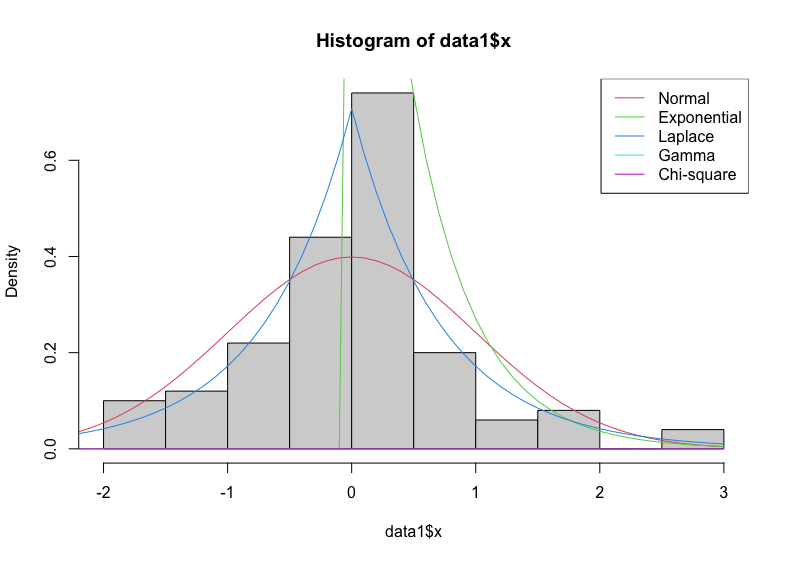 Histogram of data1$x
Normal
Exponential
Laplace
Gamma
Chi-square
Density
0.6
0.4
0.2
0.0
-2 -1 0 1 2 3
data1$x